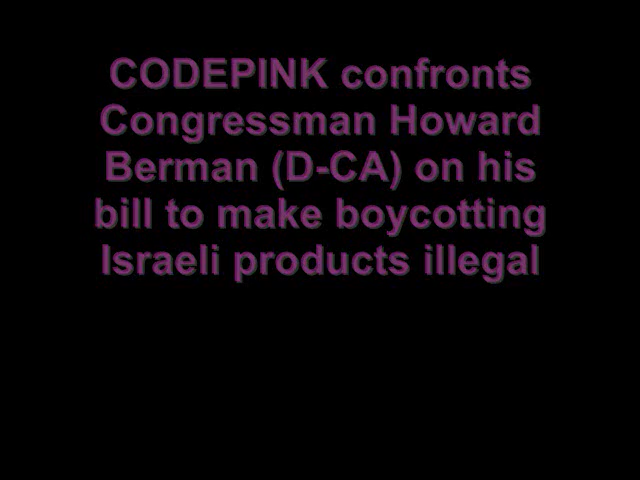 CODEPINK confronts
Congressman Howard
Berman (D-CA) on his
bill to make boycotting
Israeli products illegal